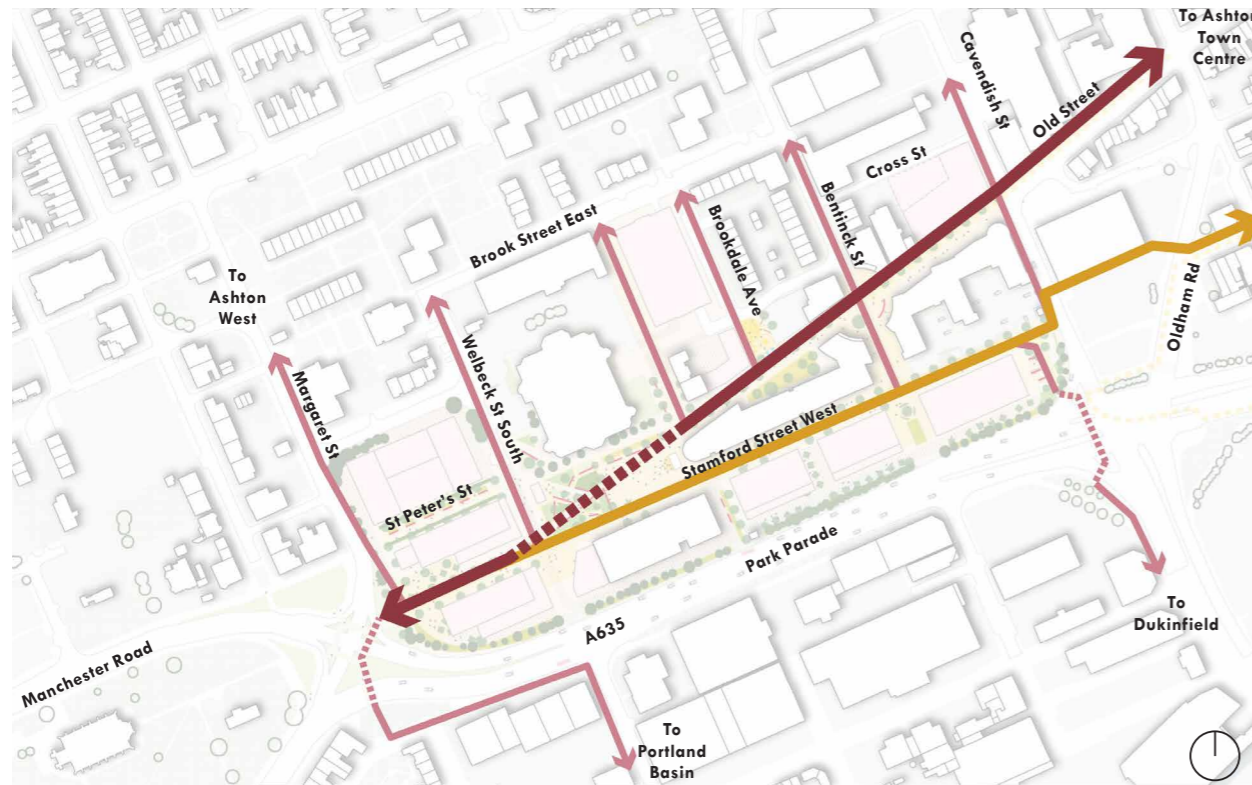 To Ashton
Town
Centre
Cavendish St
Old Street
Cross St
Bentinck St
Brookdale Ave
Brook Street East
Oldham Rd
To
Ashton
West
Welbeck St South
Margaret St
Stamford Street West
St Peter's St
Park Parade
A635
To
Dukinfield
Manchester Road
To
Portland
Basin